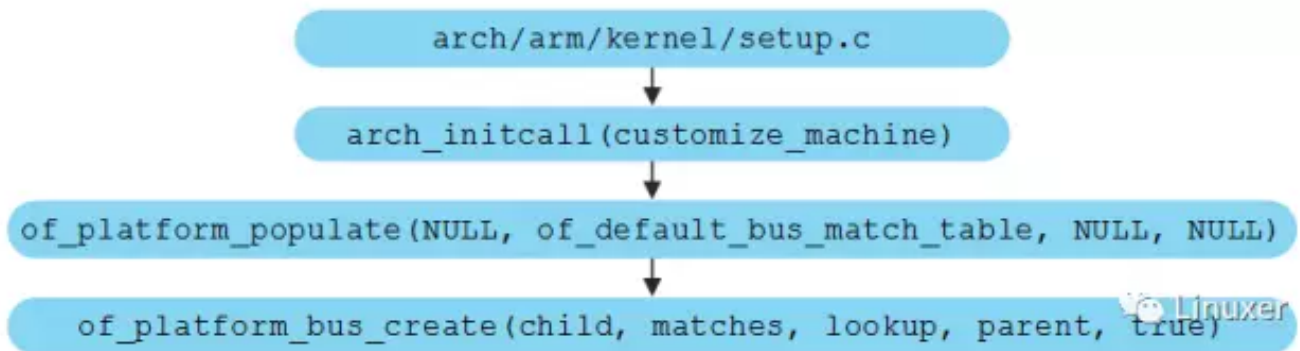 arch/arm/kernel/setup.c
arch_initcall(customize_machine)
of_platform_populate(NULL, of_default_bus_match_table, NULL, NULL)
of_platform_bus_create(child, matches, lookup, parent, true)
Linuxer